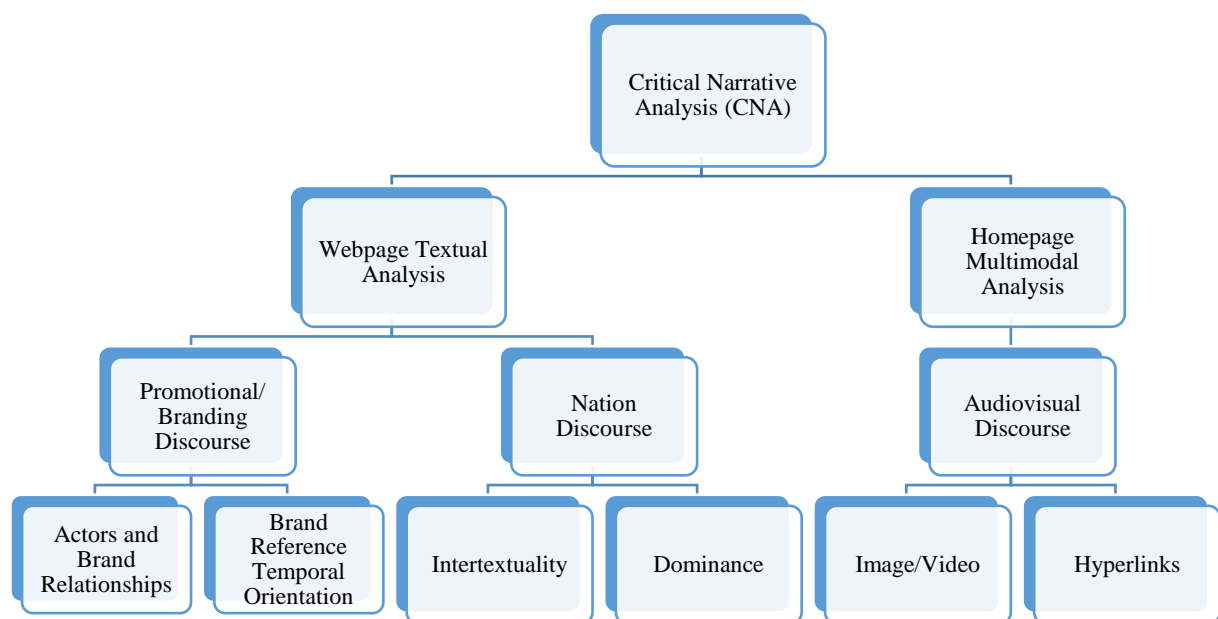 Critical Narrative
Analysis (CNA)
Webpage Textual
Analysis
Homepage
Multimodal
Analysis
Promotional/
Branding
Discourse
Nation
Discourse
Audiovisual
Discourse
Actors and
Brand
Relationships
Brand
Reference
Temporal
Orientation
Intertextuality
Dominance
Image/Video
Hyperlinks